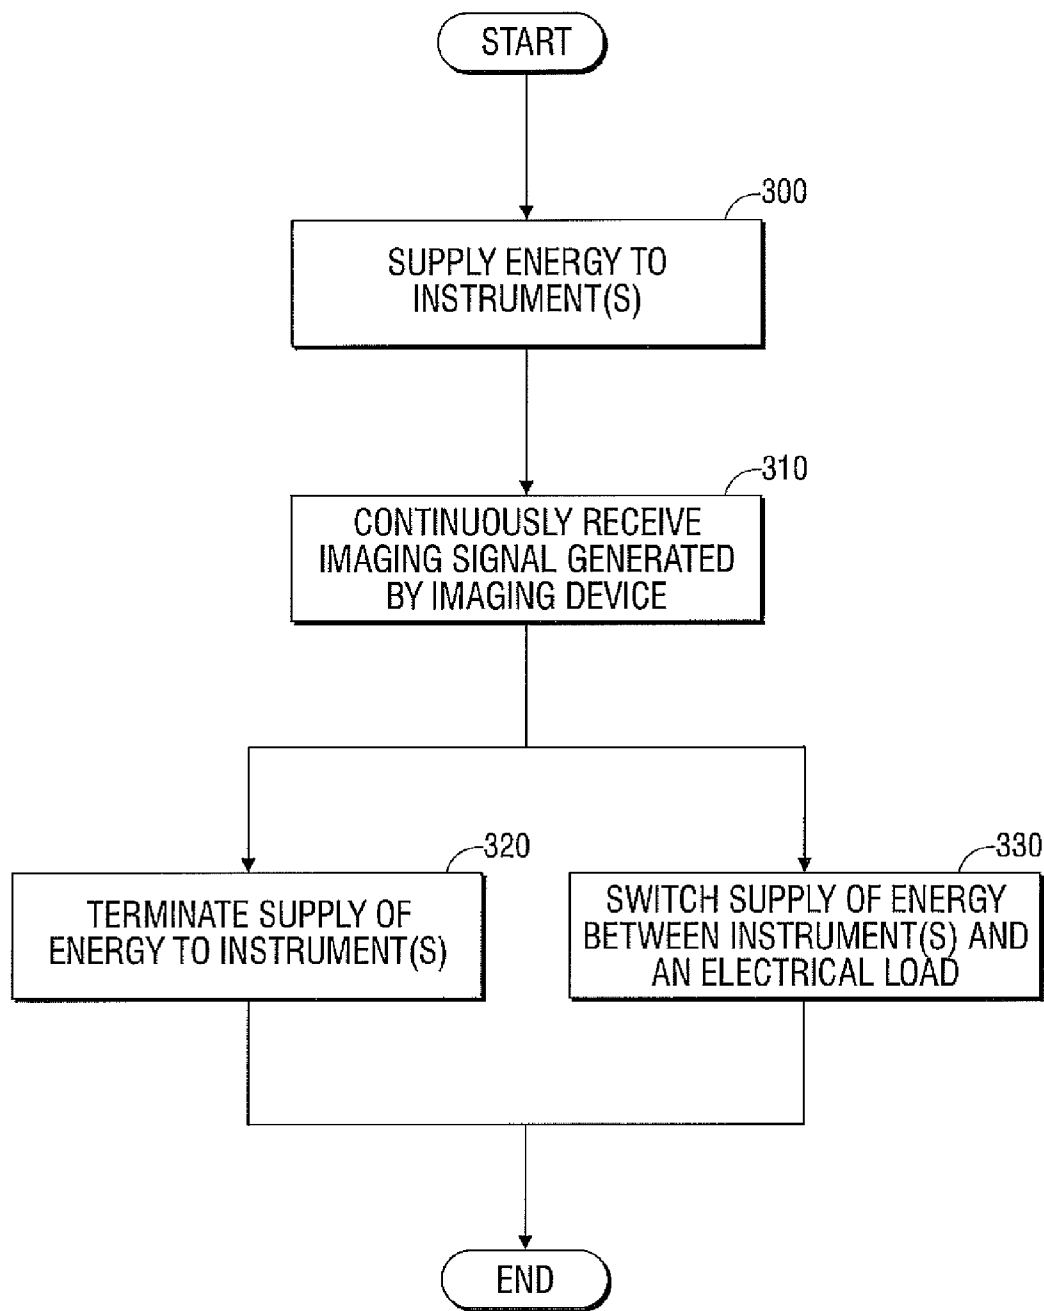 START
300
SUPPLY ENERGY TO
INSTRUMENT(S)
310
CONTINUOUSLY RECEIVE
IMAGING SIGNAL GENERATED
BY IMAGING DEVICE
320
TERMINATE SUPPLY OF
ENERGY TO INSTRUMENT(S)
330
SWITCH SUPPLY OF ENERGY
BETWEEN INSTRUMENT(S) AND
AN ELECTRICAL LOAD
END